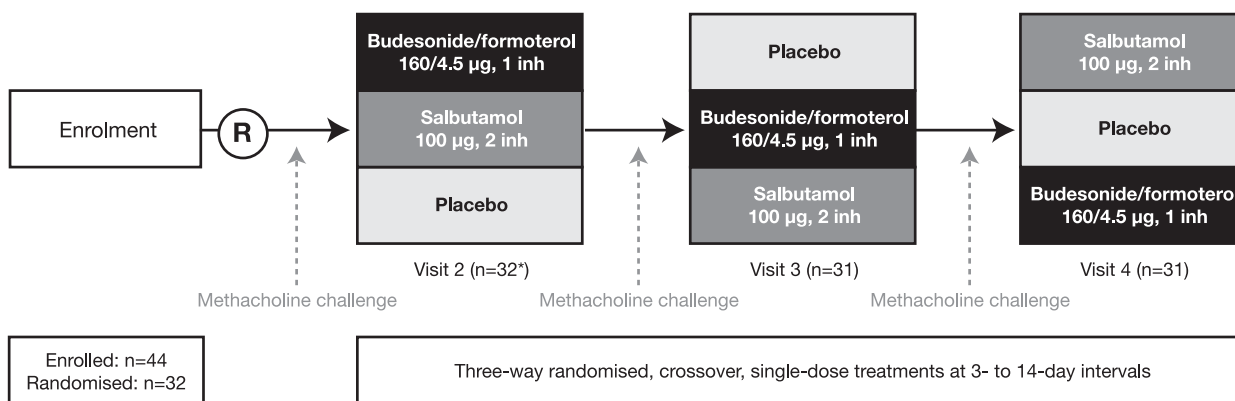 Enrolment
R
Budesonide/formoterol
160/4.5 µg, 1 inh
Salbutamol
100 µg, 2 inh
Placebo
Visit 2 (n=32*)
Placebo
Budesonide/formoterol
160/4.5 µg, 1 inh
Salbutamol
100 µg, 2 inh
Visit 3 (n=31)
Salbutamol
100 µg, 2 inh
Placebo
Budesonide/formoterol
160/4.5 µg, 1 inh
Visit 4 (n=31)
Methacholine challenge
Methacholine challenge
Methacholine challenge
Enrolled: n=44
Randomised: n=32
Three-way randomised, crossover, single-dose treatments at 3- to 14-day intervals